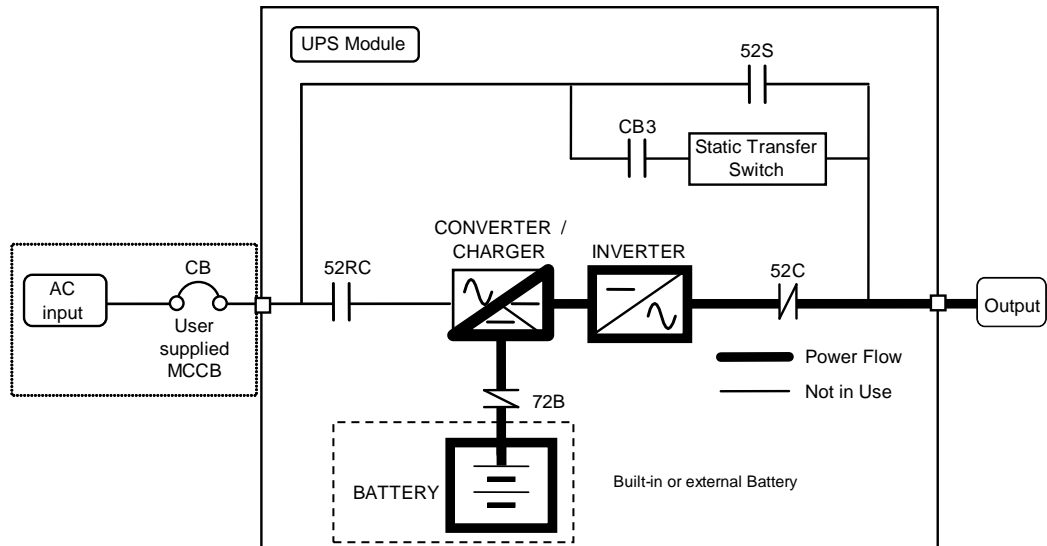 UPS Module
52S
CB3
Static Transfer
Switch
CONVERTER /
CHARGER
INVERTER
52RC
52C
CB
AC
input
User
supplied
MCCB
Output
Power Flow
Not in Use
72B
BATTERY
Built-in or external Battery